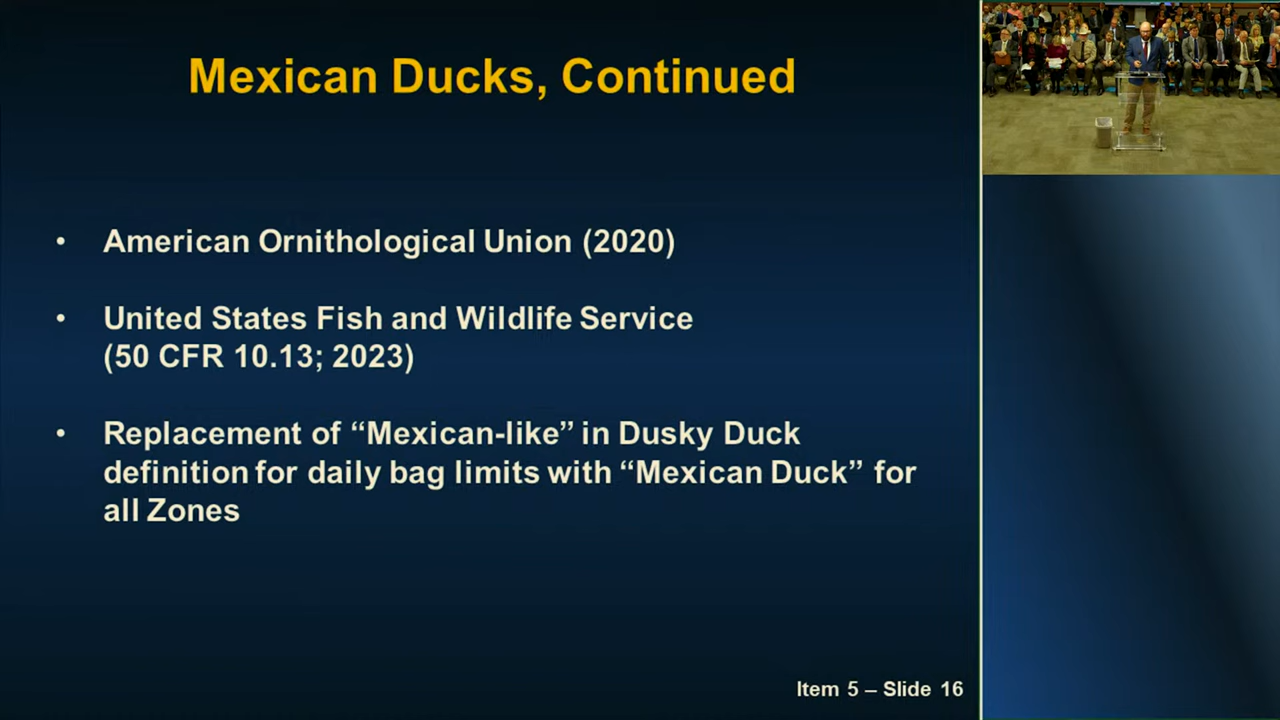 Mexican Ducks, Continued
• American Ornithological Union (2020)
• United States Fish and Wildlife Service
(50 CFR 10.13; 2023)
• Replacement of “Mexican-like” in Dusky Duck
definition for daily bag limits with “Mexican Duck” for
all Zones
Item 5 – Slide 16